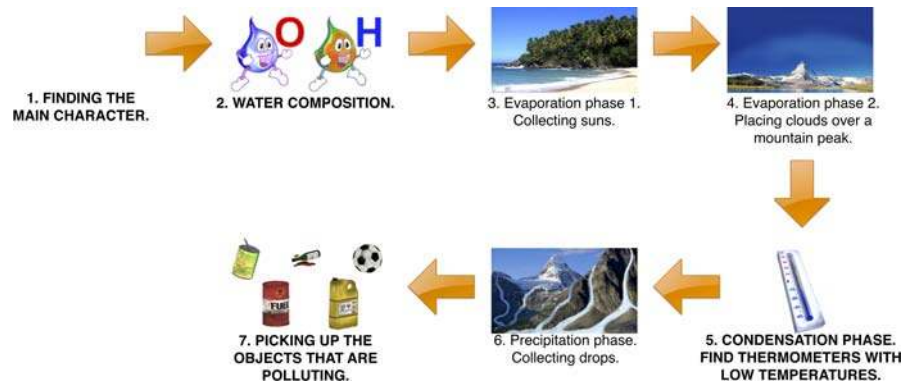 1. FINDING THE
MAIN CHARACTER.
O
H
2. WATER COMPOSITION.
3. Evaporation phase 1.
Collecting suns.
4. Evaporation phase 2.
Placing clouds over a
mountain peak.
5. CONDENSATION PHASE.
FIND THERMOMETERS WITH
LOW TEMPERATURES.
6. Precipitation phase.
Collecting drops.
FUEL
7. PICKING UP THE
OBJECTS THAT ARE
POLLUTING.